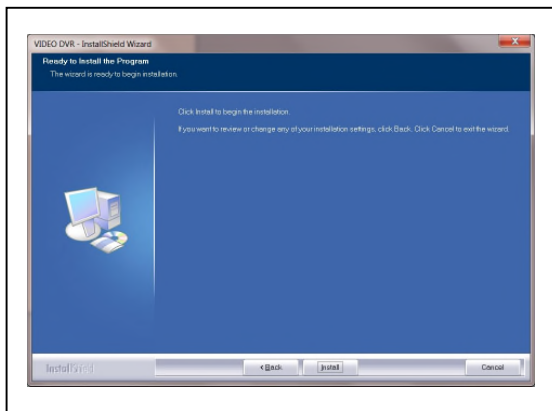 VIDEO DVR - InstallShield Wizard
Ready to Install the Program
The wizard is ready to begin installation.
Click Install to begin the installation.
If you want to review or change any of your installation settings, click Back. Click Cancel to exit the wizard.
InstallShield
< Back Install Cancel